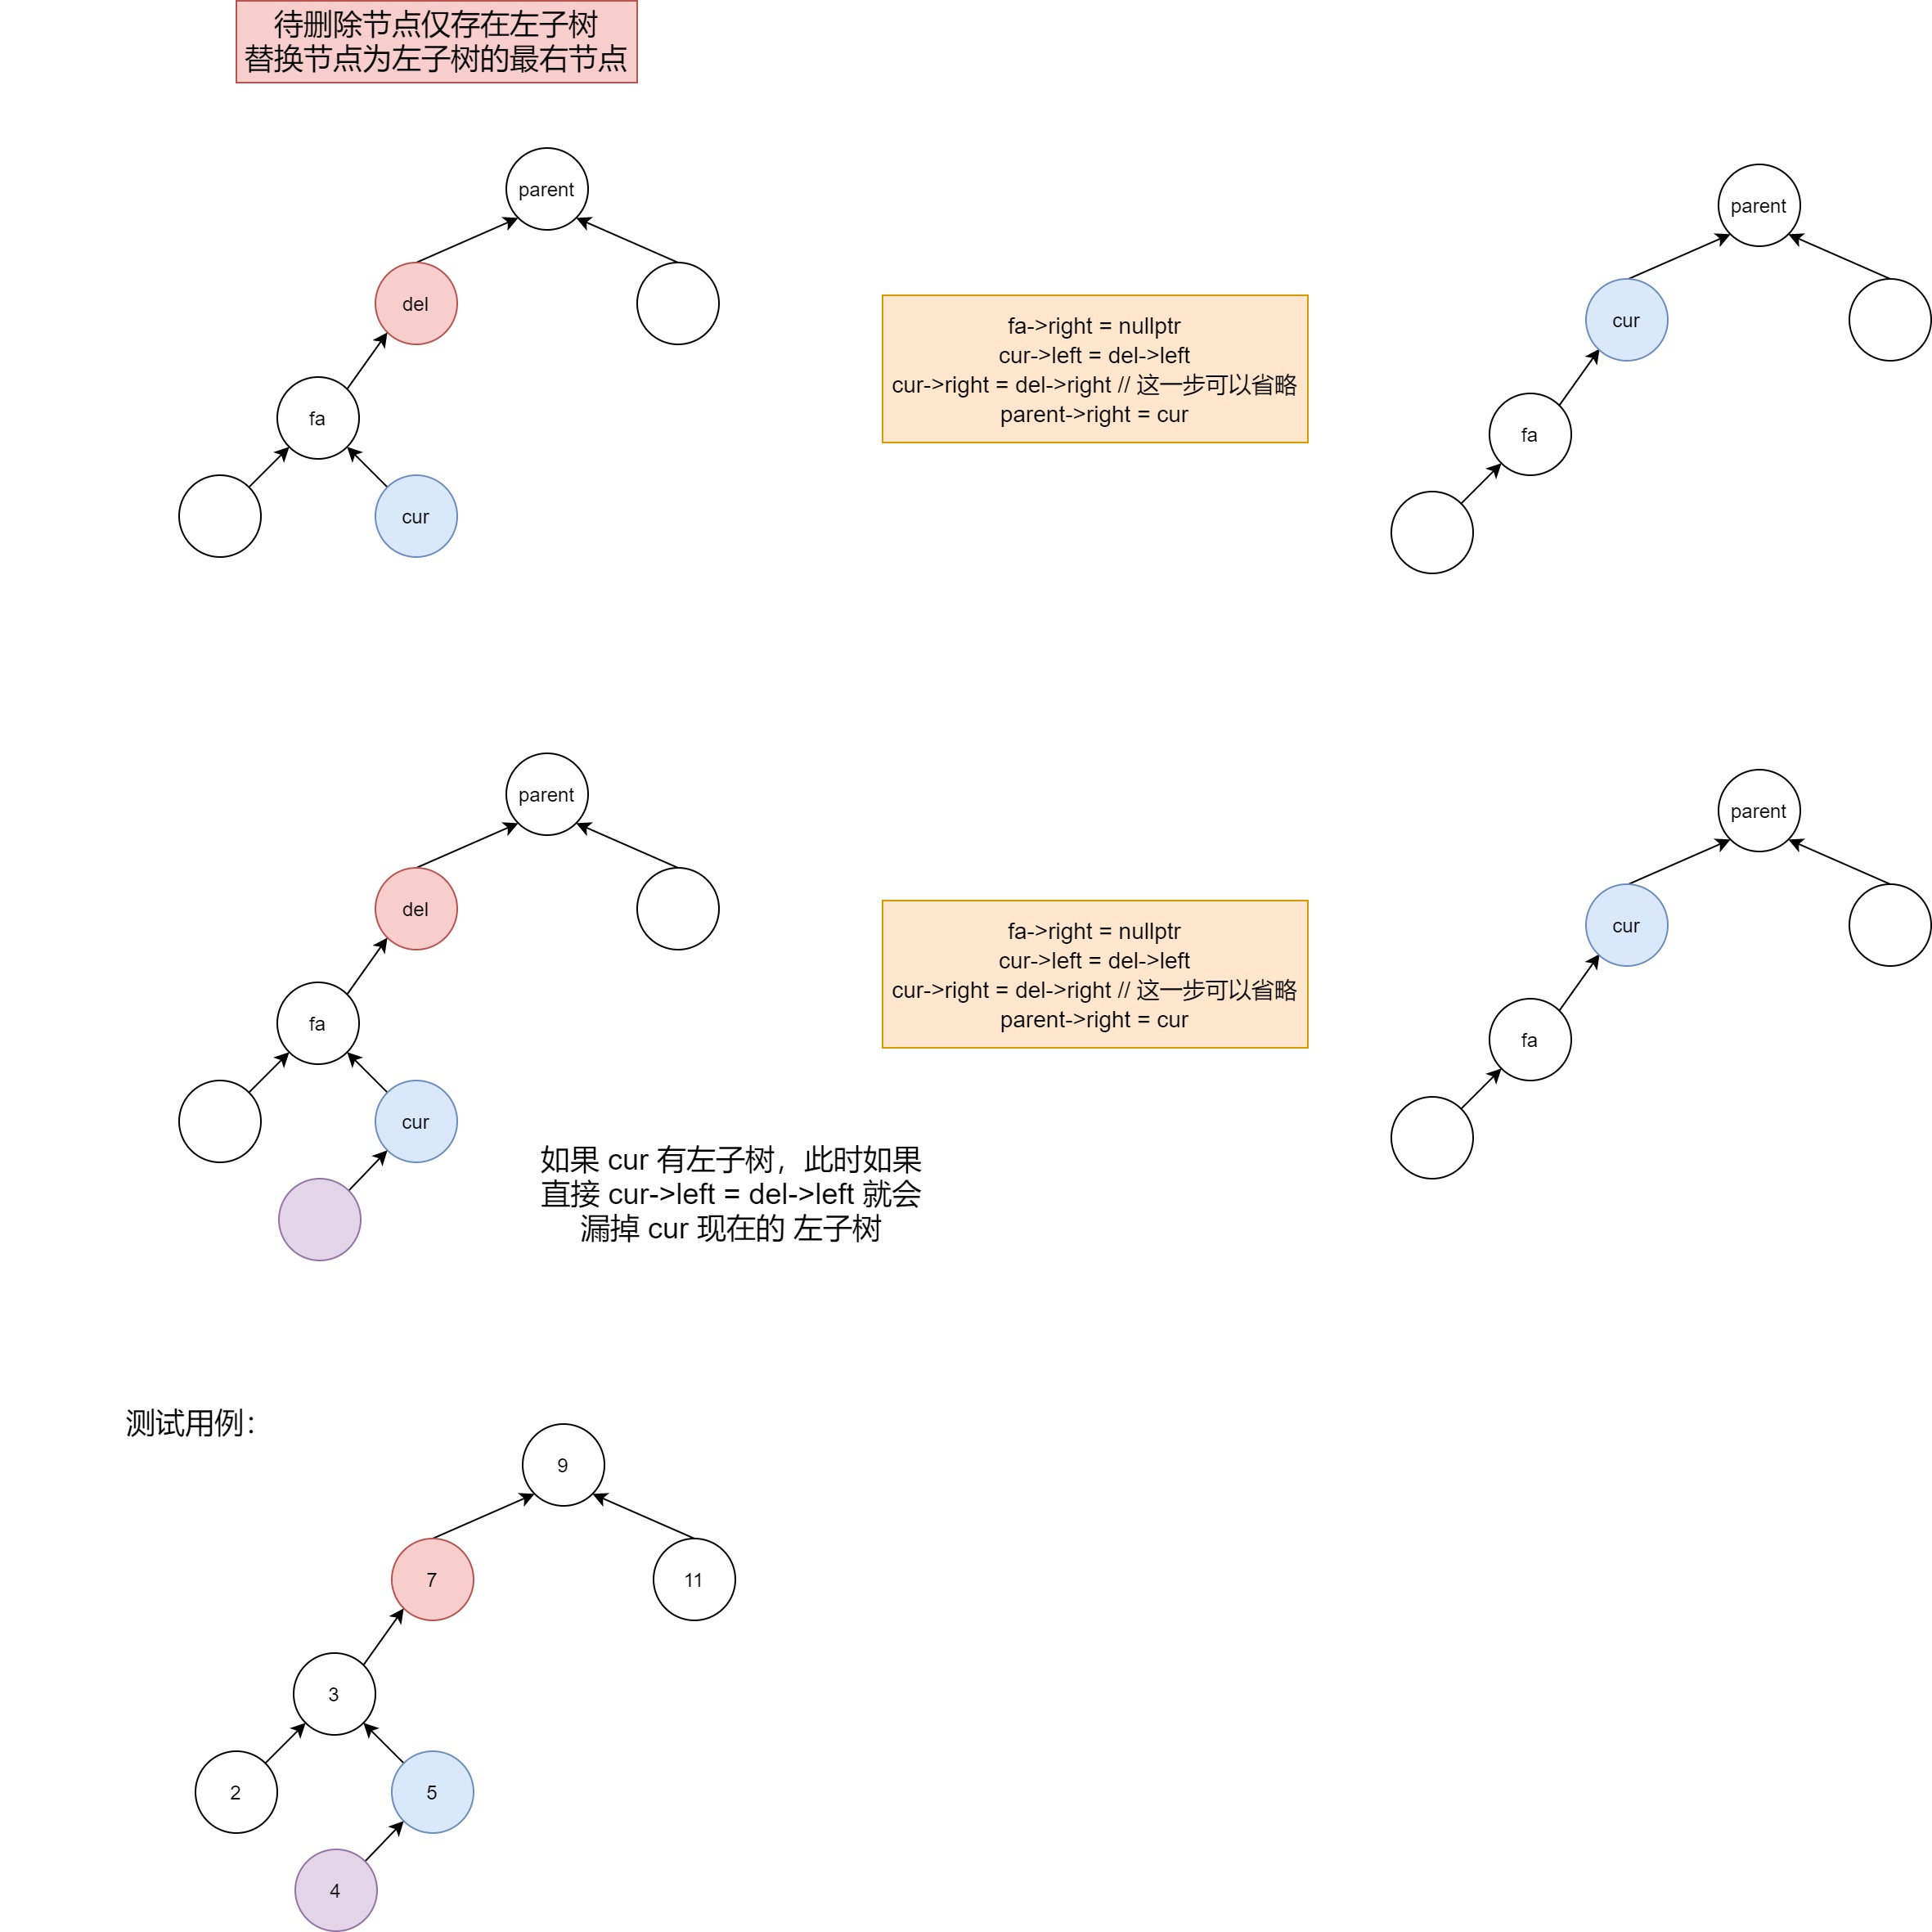 待删除节点仅存在左子树
替换节点为左子树的最右节点
parent
del
fa
cur
fa->right = nullptr
cur->left = del->left
cur->right = del->right // 这一步可以省略
parent->right = cur
parent
cur
fa
parent
del
fa
cur
如果 cur 有左子树，此时如果
直接 cur->left = del->left 就会
漏掉 cur 现在的 左子树
fa->right = nullptr
cur->left = del->left
cur->right = del->right // 这一步可以省略
parent->right = cur
parent
cur
fa
测试用例：
9
7
11
3
2
5
4